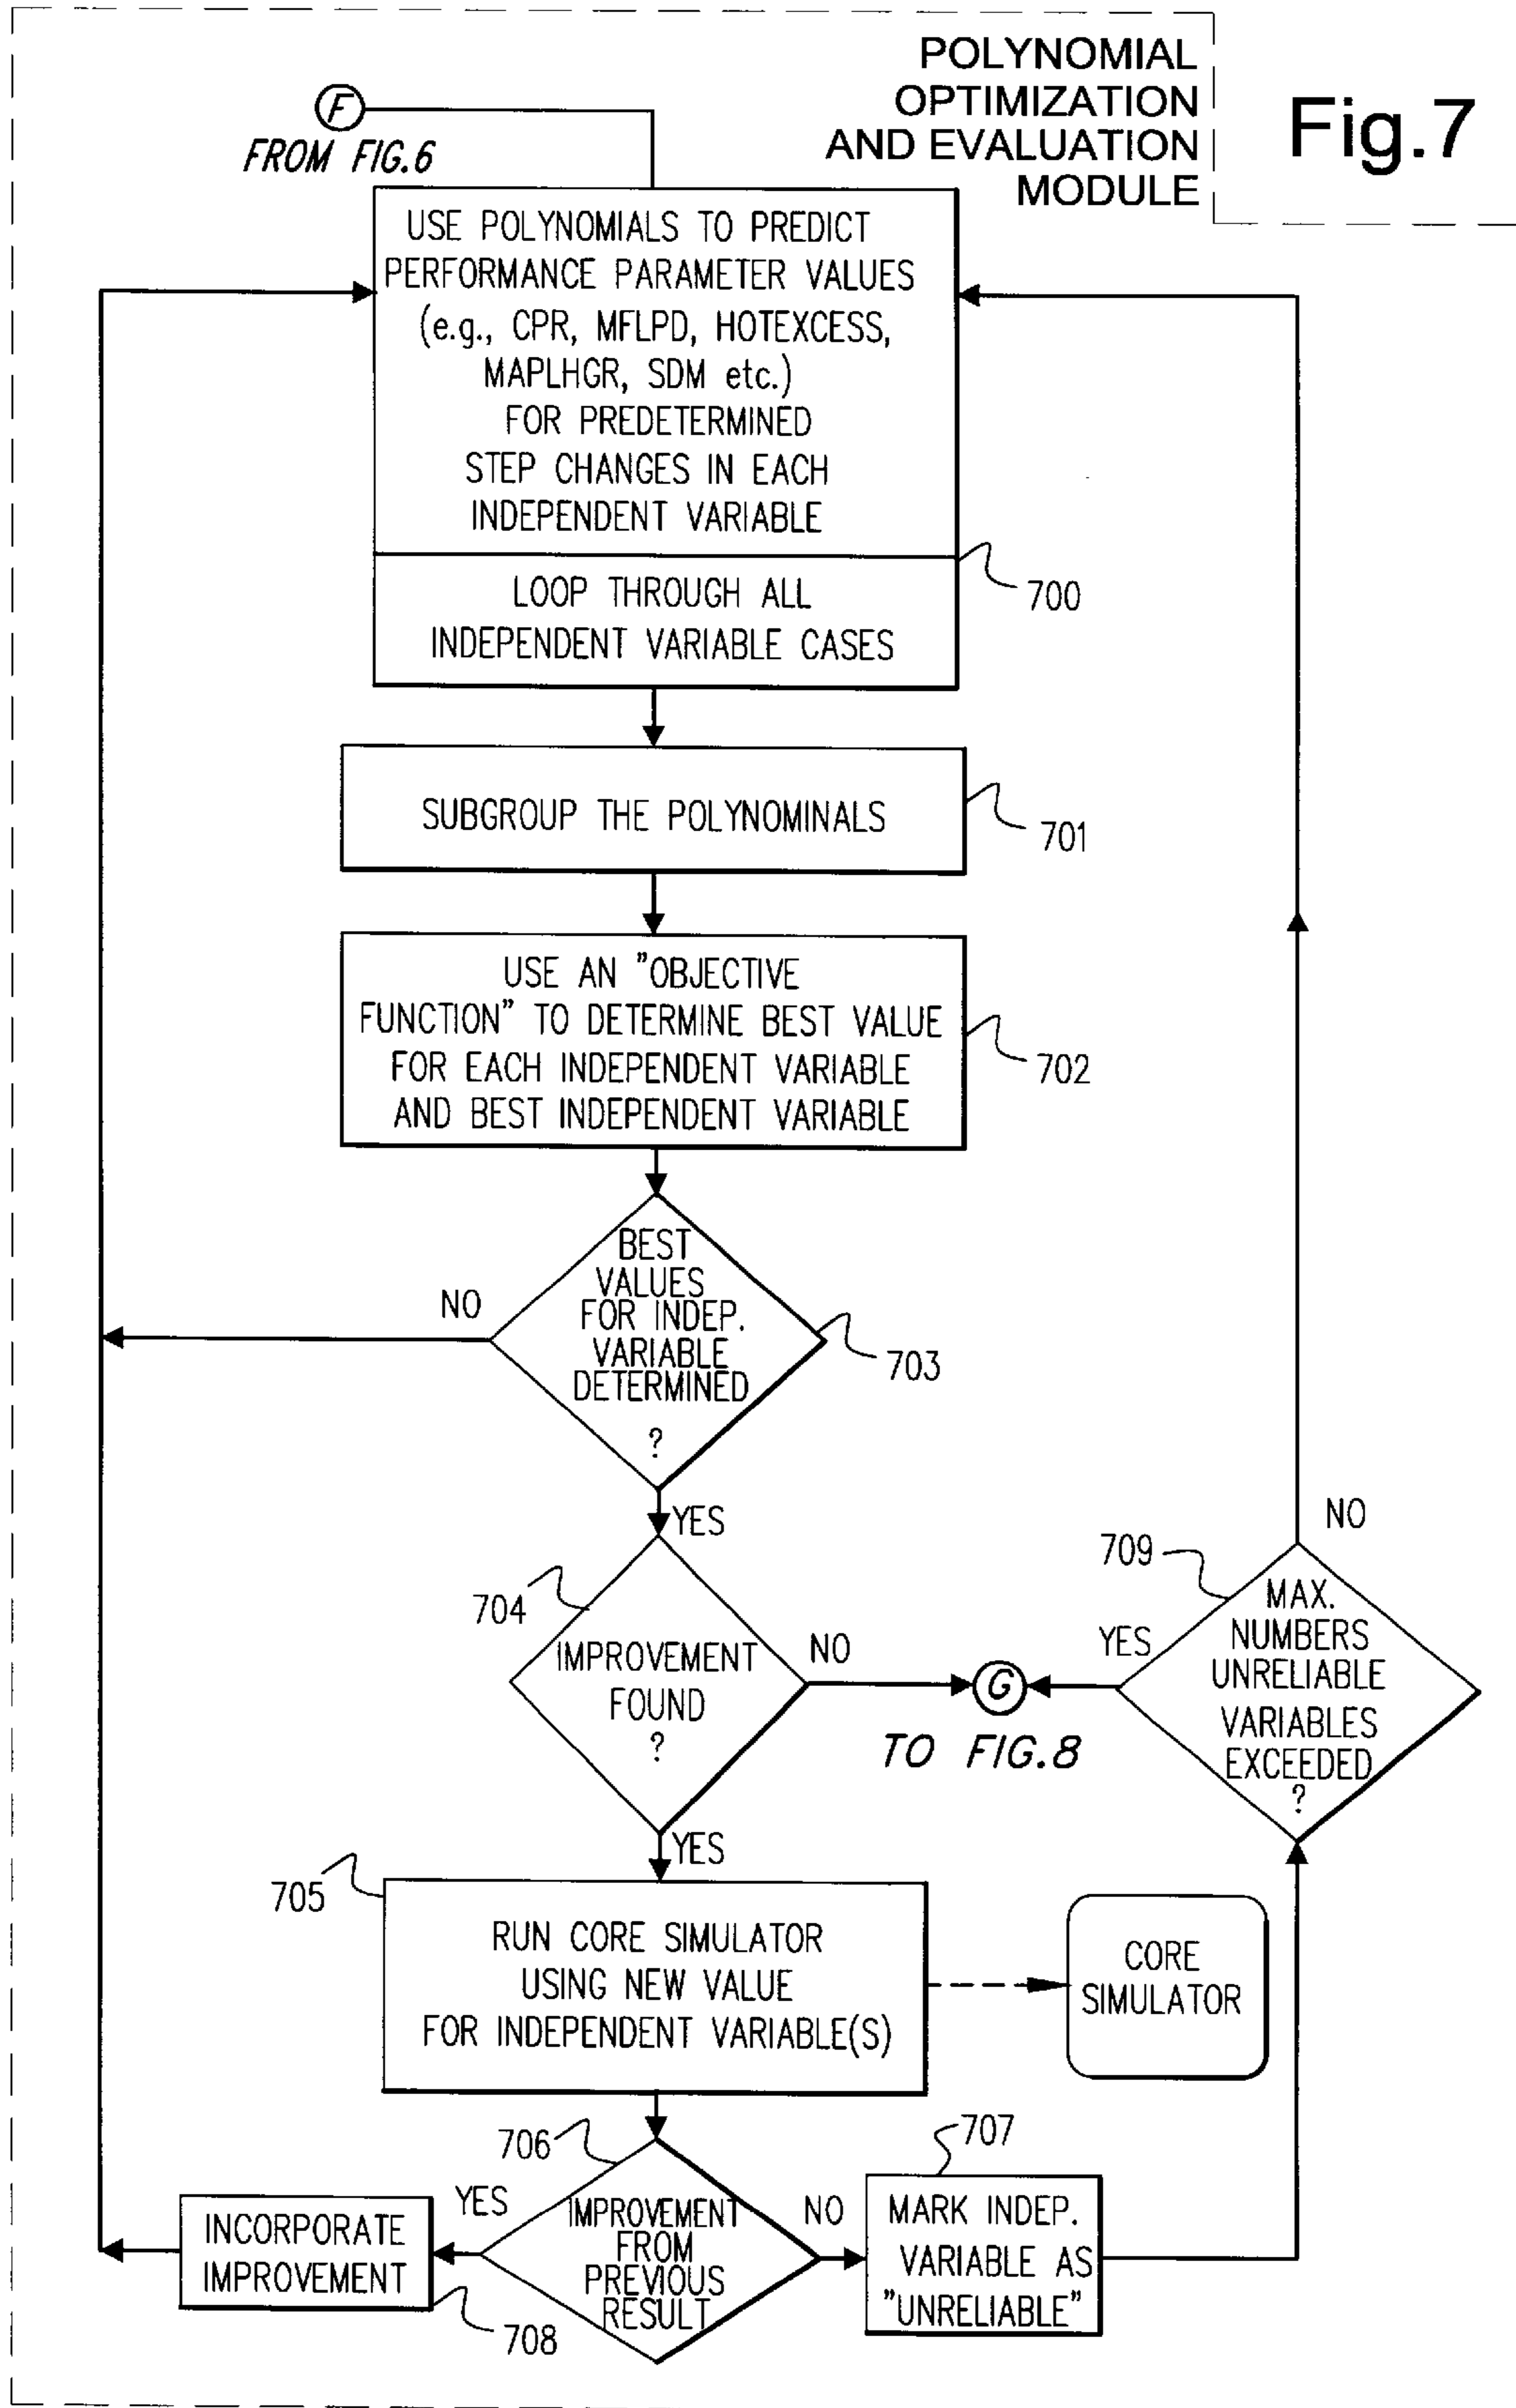 POLYNOMIAL
OPTIMIZATION
AND EVALUATION
MODULE
Fig.7
F
FROM FIG.6
USE POLYNOMIALS TO PREDICT
PERFORMANCE PARAMETER VALUES
(e.g., CPR, MFLPD, HOTEXCESS,
MAPLHGR, SDM etc.)
FOR PREDETERMINED
STEP CHANGES IN EACH
INDEPENDENT VARIABLE
LOOP THROUGH ALL
INDEPENDENT VARIABLE CASES
700
SUBGROUP THE POLYNOMINALS
701
USE AN "OBJECTIVE
FUNCTION" TO DETERMINE BEST VALUE
FOR EACH INDEPENDENT VARIABLE
AND BEST INDEPENDENT VARIABLE
702
BEST
VALUES
FOR INDEP.
VARIABLE
DETERMINED
?
NO
703
YES
704
IMPROVEMENT
FOUND
?
NO
G
TO FIG.8
YES
709
MAX.
NUMBERS
UNRELIABLE
VARIABLES
EXCEEDED
?
NO
YES
705
RUN CORE SIMULATOR
USING NEW VALUE
FOR INDEPENDENT VARIABLE(S)
CORE
SIMULATOR
706
IMPROVEMENT
FROM
PREVIOUS
RESULT
YES
NO
707
MARK INDEP.
VARIABLE AS
"UNRELIABLE"
INCORPORATE
IMPROVEMENT
708